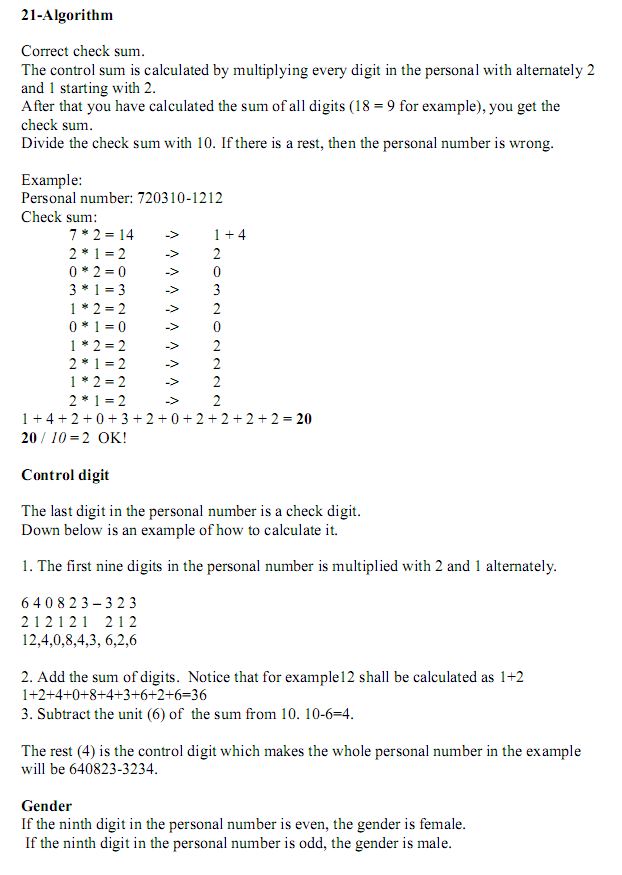 21-Algorithm
Correct check sum.
The control sum is calculated by multiplying every digit in the personal with alternately 2
and 1 starting with 2.
After that you have calculated the sum of all digits (18 = 9 for example), you get the
check sum.
Divide the check sum with 10. If there is a rest, then the personal number is wrong.
Example:
Personal number: 720310-1212
Check sum:
7 * 2 = 14 -> 1 + 4
2 * 1 = 2 -> 2
0 * 2 = 0 -> 0
3 * 1 = 3 -> 3
1 * 2 = 2 -> 2
0 * 1 = 0 -> 0
1 * 2 = 2 -> 2
2 * 1 = 2 -> 2
1 * 2 = 2 -> 2
2 * 1 = 2 -> 2
1 + 4 + 2 + 0 + 3 + 2 + 0 + 2 + 2 + 2 + 2 = 20
20 / 10 = 2 OK!
Control digit
The last digit in the personal number is a check digit.
Down below is an example of how to calculate it.
1. The first nine digits in the personal number is multiplied with 2 and 1 alternately.
6 4 0 8 2 3 – 3 2 3
2 1 2 1 2 1 2 1 2
12,4,0,8,4,3, 6,2,6
2. Add the sum of digits. Notice that for example12 shall be calculated as 1+2
1+2+4+0+8+4+3+6+2+6=36
3. Subtract the unit (6) of the sum from 10. 10-6=4.
The rest (4) is the control digit which makes the whole personal number in the example
will be 640823-3234.
Gender
If the ninth digit in the personal number is even, the gender is female.
If the ninth digit in the personal number is odd, the gender is male.